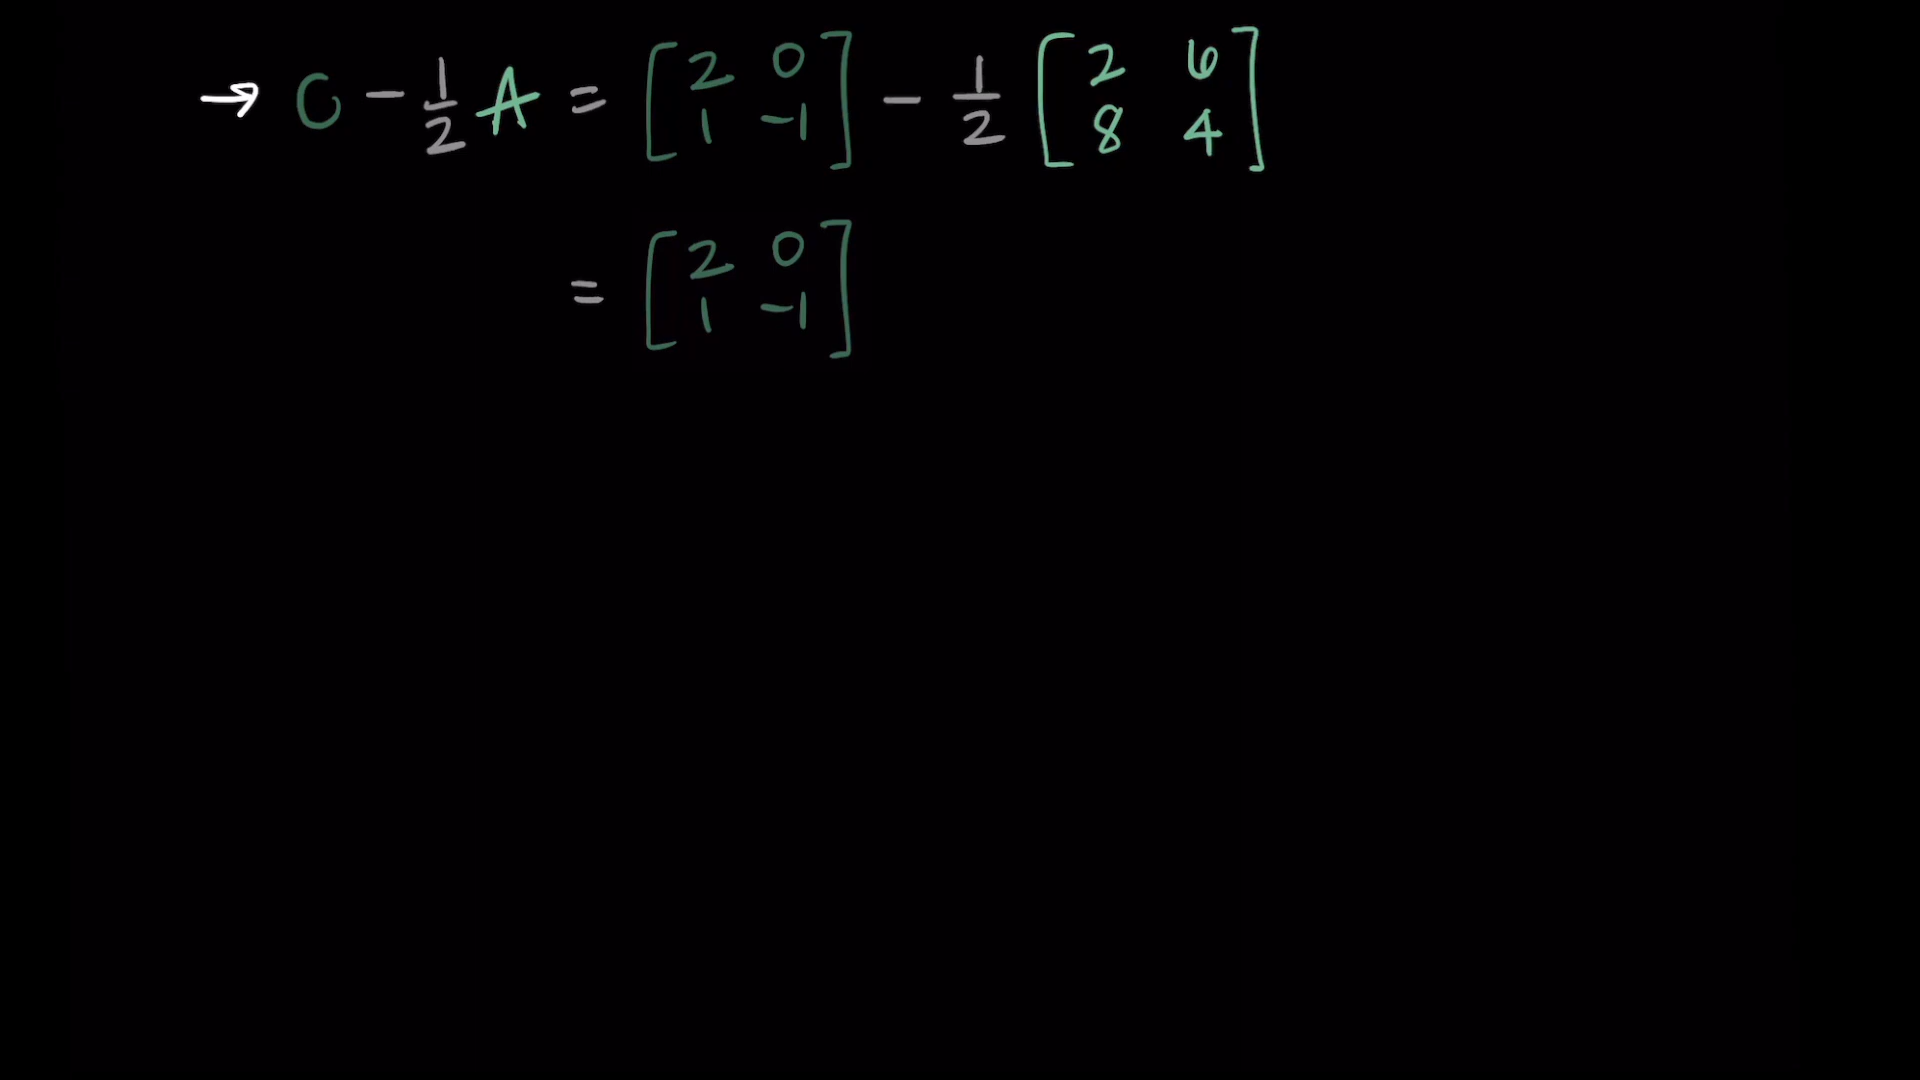 → C - 1/2 A = [2 0; 1 -1] - 1/2 [2 6; 8 4]
= [2 0; 1 -1]